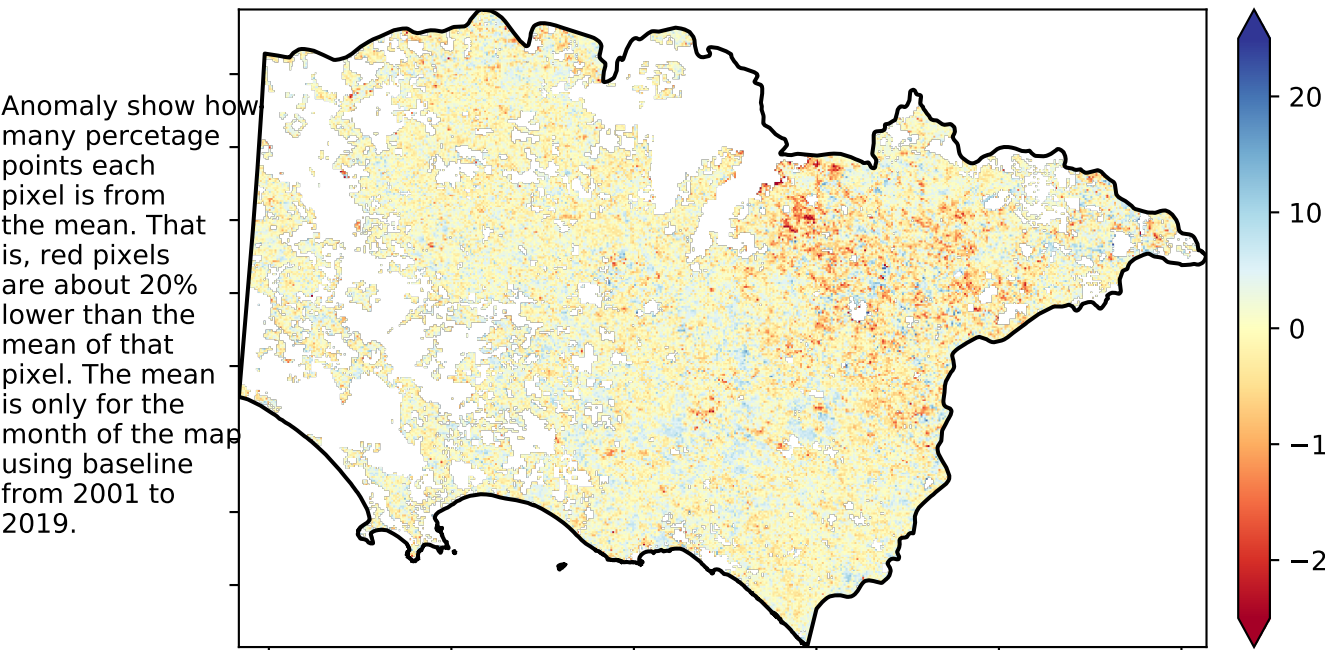 Anomaly show how
many percetage
points each
pixel is from
the mean. That
is, red pixels
are about 20%
lower than the
mean of that
pixel. The mean
is only for the
month of the map
using baseline
from 2001 to
2019.
20
10
0
−1
−2